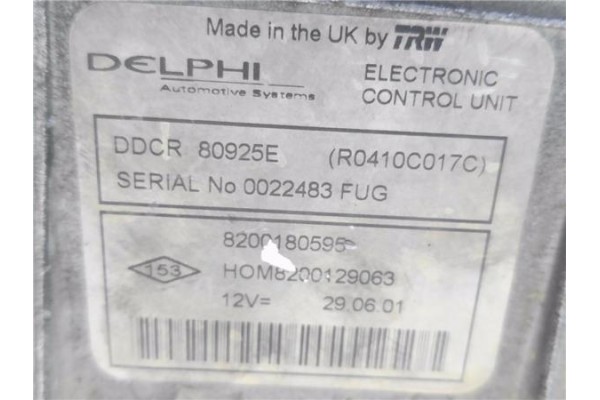 Made in the UK by TRW
DELPHI
Automotive Systems
ELECTRONIC
CONTROL UNIT
DDCR 80925E (R0410C017C)
SERIAL No 0022483 FUG
8200180595
153 HOM8200129063
12V= 29.06.01